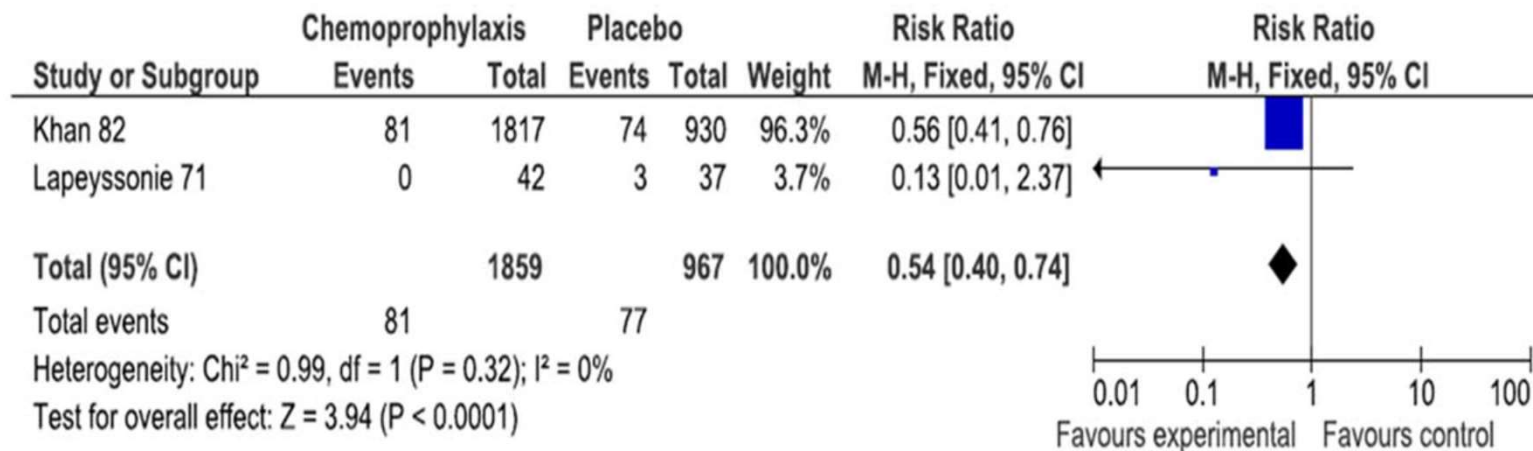 Chemoprophylaxis Placebo Risk Ratio Risk Ratio
Study or Subgroup Events Total Events Total Weight M-H, Fixed, 95% CI M-H, Fixed, 95% CI
Khan 82 81 1817 74 930 96.3% 0.56 [0.41, 0.76]
Lapeyssonie 71 0 42 3 37 3.7% 0.13 [0.01, 2.37]
Total (95% CI) 1859 967 100.0% 0.54 [0.40, 0.74]
Total events 81 77
Heterogeneity: Chi² = 0.99, df = 1 (P = 0.32); I² = 0%
Test for overall effect: Z = 3.94 (P < 0.0001)
0.01 0.1 1 10 100
Favours experimental Favours control